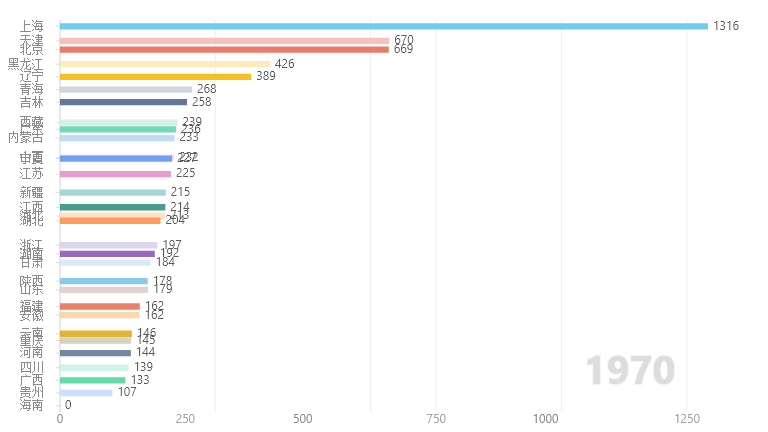 上海 1316
天津 670
北京 669
黑龙江 426
辽宁 389
青海 268
吉林 258
西藏 239
236
内蒙古 233
宁夏 227
江苏 225
新疆 215
江西 214
河北 213
湖北 204
浙江 197
湖南 192
甘肃 184
陕西 178
山东 179
福建 162
安徽 162
云南 146
重庆 145
河南 144
四川 139
广西 133
贵州 107
海南 0
1970
0 250 500 750 1000 1250